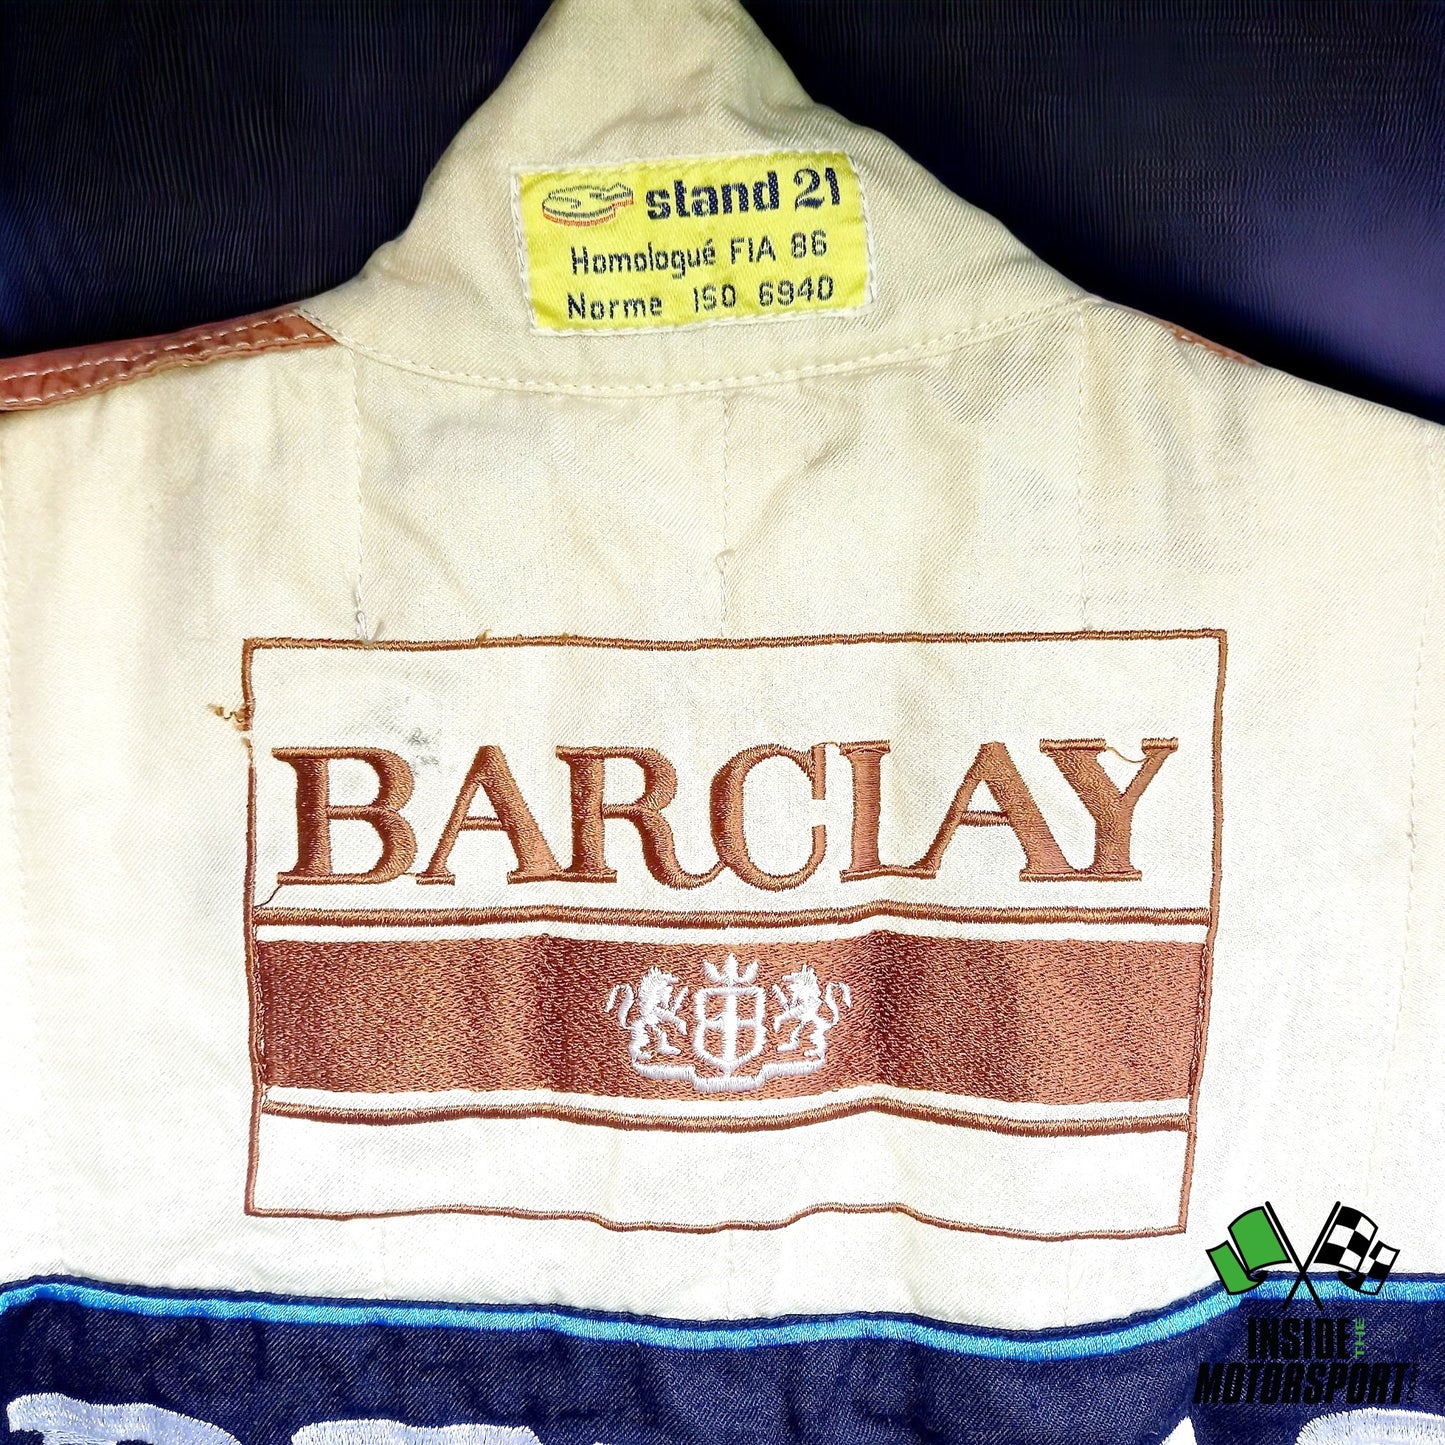 stand 21
Homologué FIA 86
Norme ISO 6940
BARCLAY
INSIDE THE
MOTORSPORT